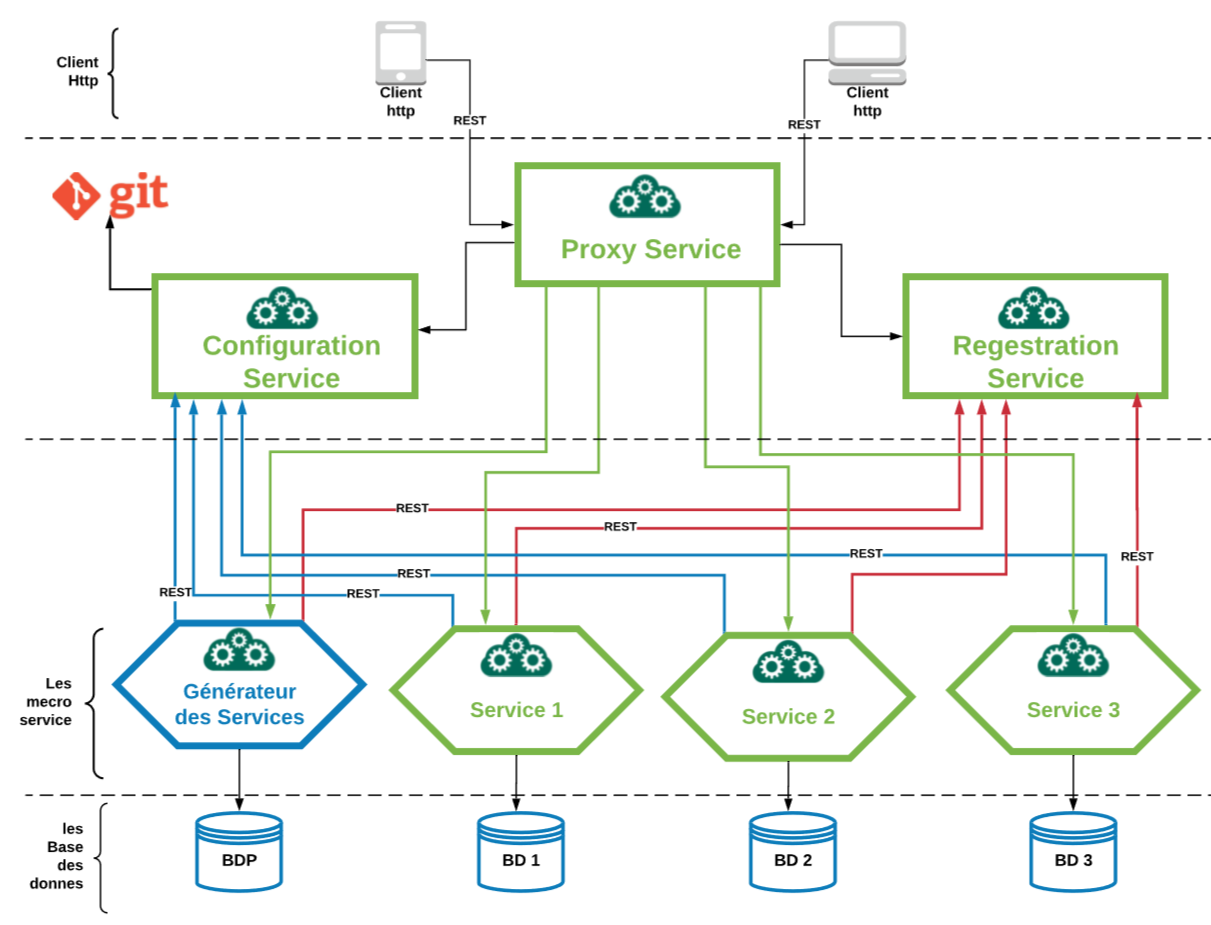 Client
Http
Client
http
Client
http
REST
REST
git
Proxy Service
Configuration
Service
Regestration
Service
REST
REST
REST
REST
REST
REST
REST
Les
mecro
service
Générateur
des Services
Service 1
Service 2
Service 3
les
Base
des
donnes
BDP
BD 1
BD 2
BD 3